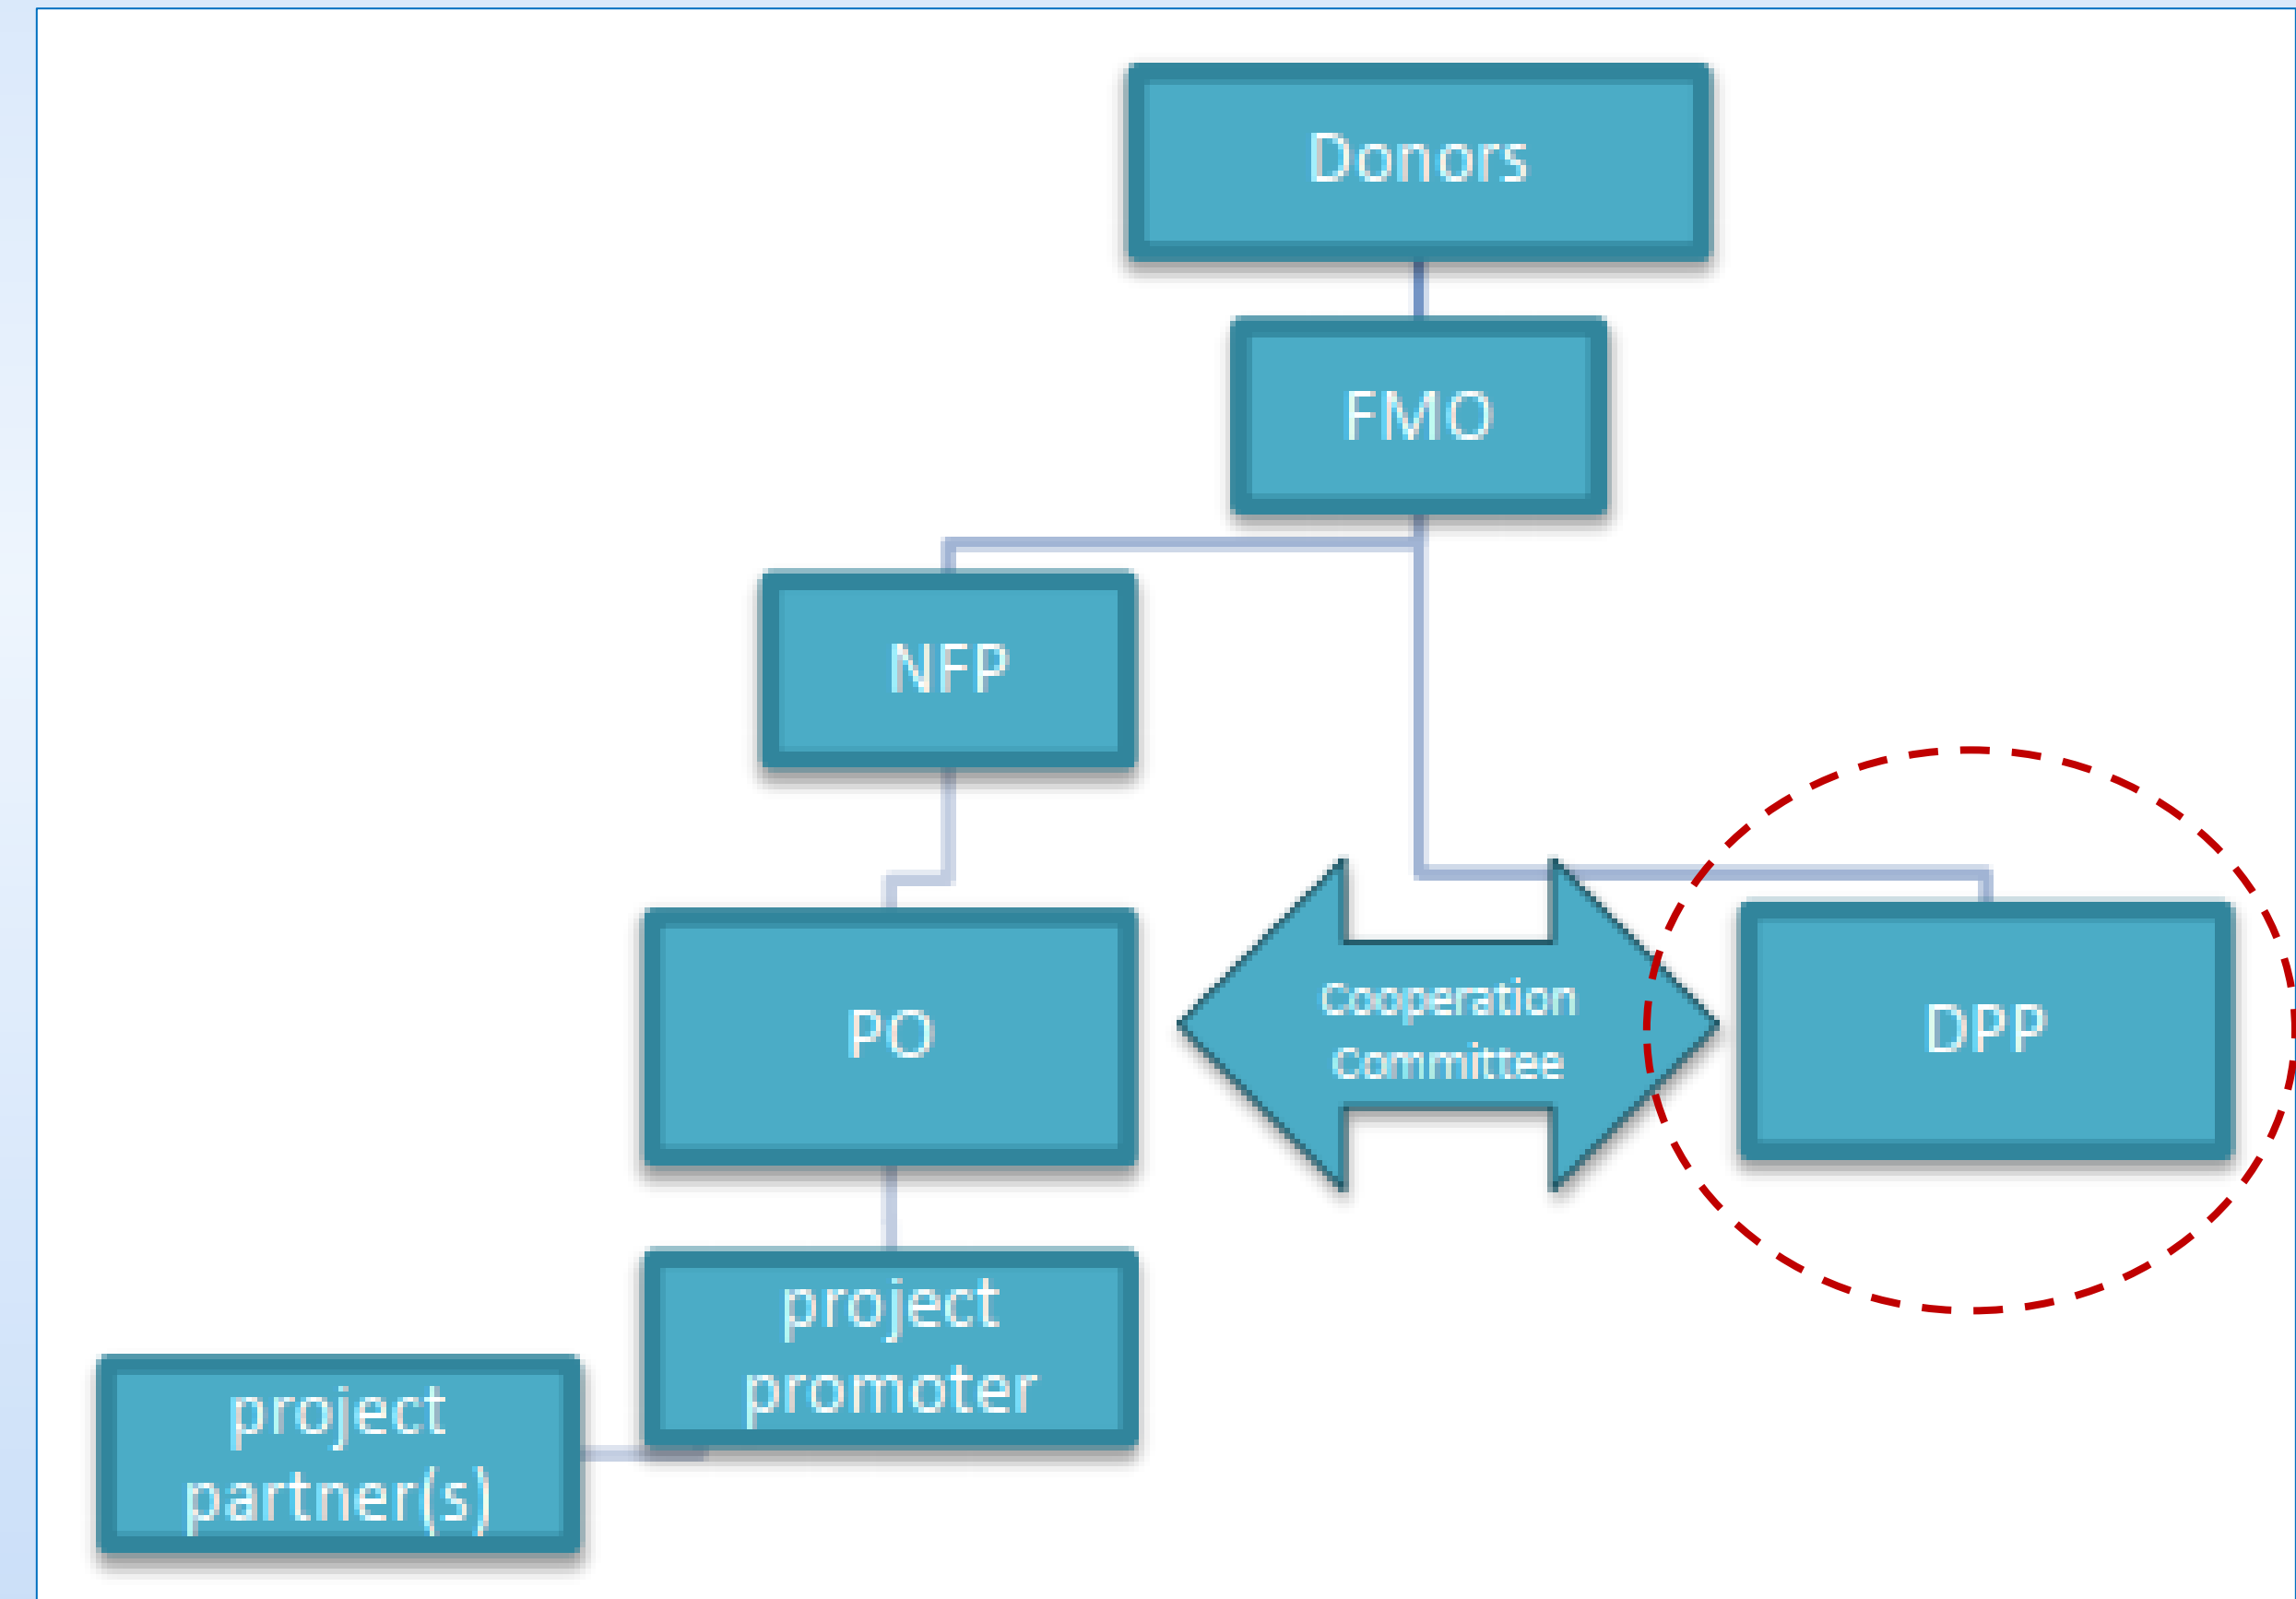 Donors
FMO
NFP
PO
Cooperation
Committee
DPP
project
promoter
project
partner(s)